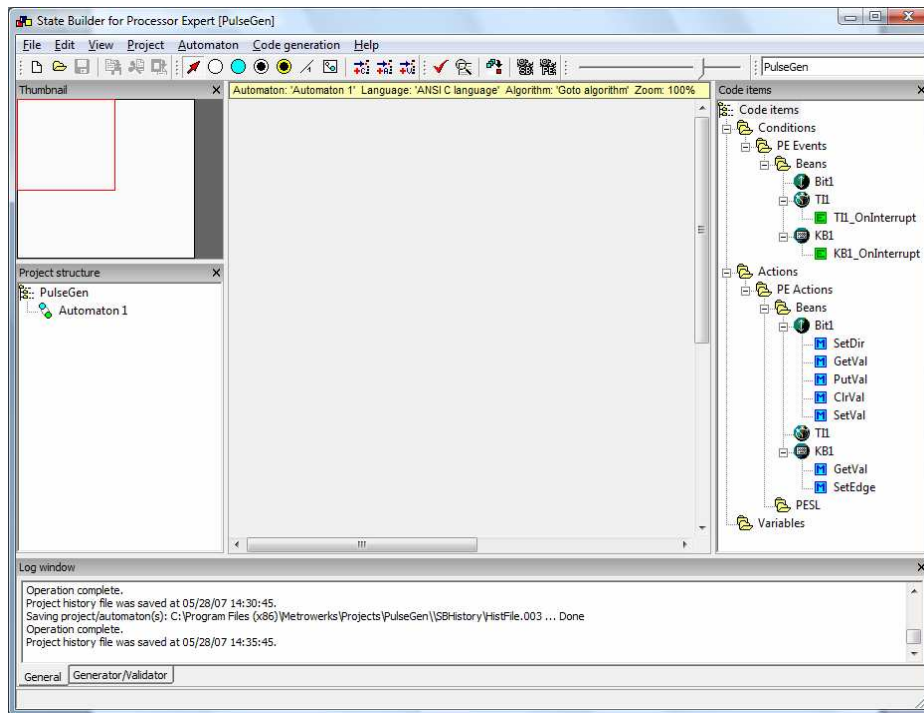 State Builder for Processor Expert [PulseGen]
File Edit View Project Automaton Code generation Help
PulseGen
Thumbnail
Automaton: 'Automaton 1' Language: 'ANSI C language' Algorithm: 'Goto algorithm' Zoom: 100%
Code items
Code items
Conditions
PE Events
Beans
Bit1
TI1
TI1_OnInterrupt
KB1
KB1_OnInterrupt
Actions
PE Actions
Beans
Bit1
SetDir
GetVal
PutVal
ClrVal
SetVal
TI1
KB1
GetVal
SetEdge
PESL
Variables
Project structure
PulseGen
Automaton 1
Log window
Operation complete.
Project history file was saved at 05/28/07 14:30:45.
Saving project/automaton(s): C:\Program Files (x86)\Metrowerks\Projects\PulseGen\\SBHistory\HistFile.003 ... Done
Operation complete.
Project history file was saved at 05/28/07 14:35:45.
General Generator/Validator